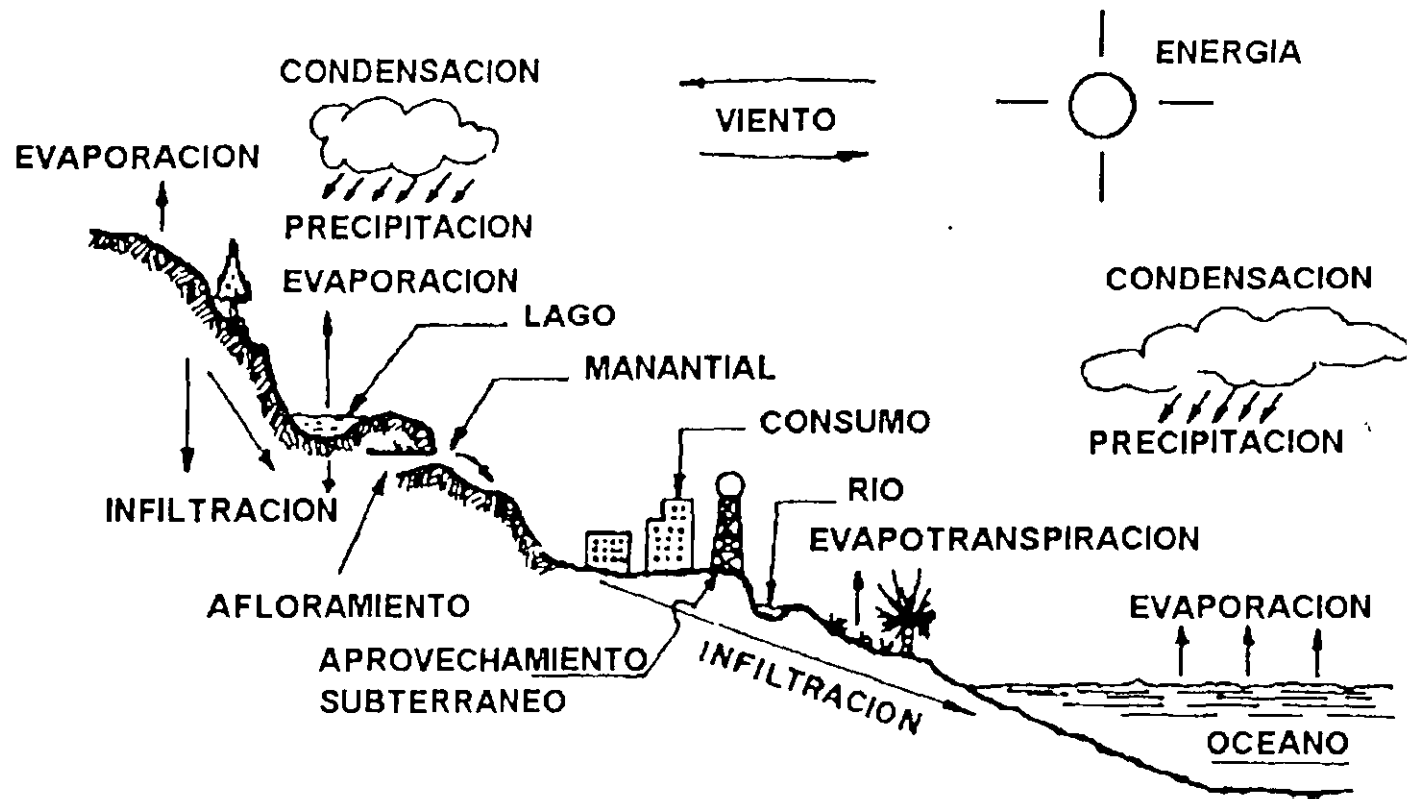 ENERGIA
CONDENSACION
VIENTO
EVAPORACION
PRECIPITACION
EVAPORACION
CONDENSACION
LAGO
MANANTIAL
CONSUMO
PRECIPITACION
RIO
INFILTRACION
EVAPOTRANSPIRACION
AFLORAMIENTO
EVAPORACION
APROVECHAMIENTO
SUBTERRANEO
INFILTRACION
OCEANO